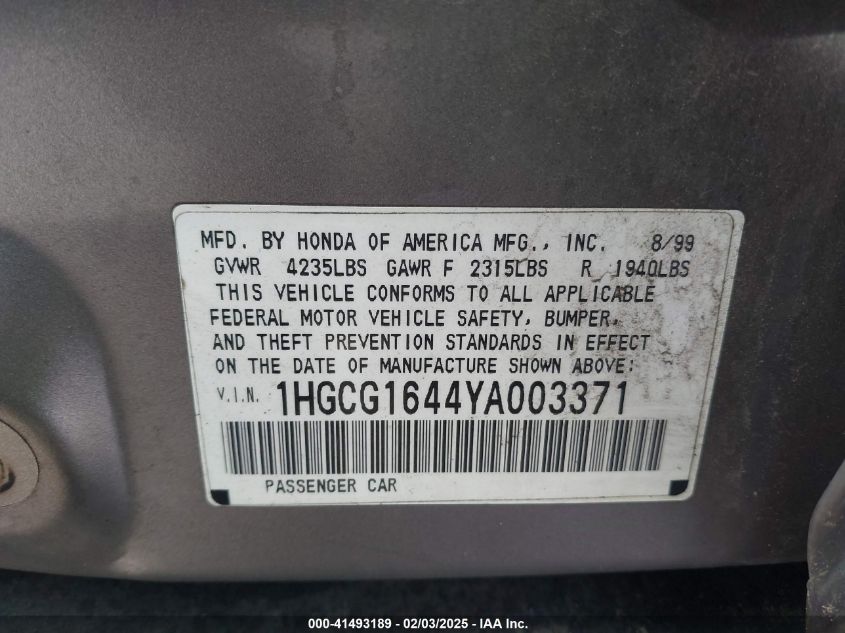 MFD. BY HONDA OF AMERICA MFG., INC. 8/99
GVWR 4235LBS GAWR F 2315LBS R 1940LBS
THIS VEHICLE CONFORMS TO ALL APPLICABLE
FEDERAL MOTOR VEHICLE SAFETY, BUMPER,
AND THEFT PREVENTION STANDARDS IN EFFECT
ON THE DATE OF MANUFACTURE SHOWN ABOVE:
V.I.N. 1HGCG1644YA003371
PASSENGER CAR
000-41493189 - 02/03/2025 - IAA Inc.